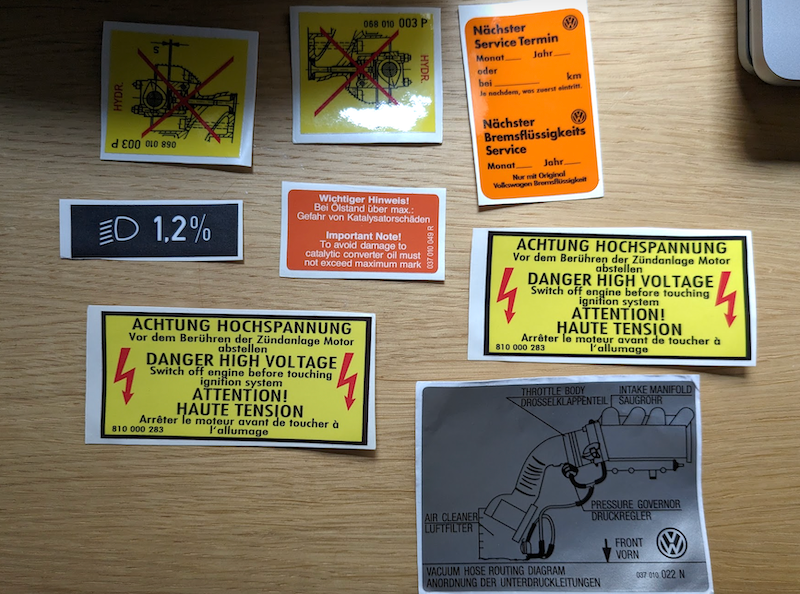 068 010 003 P
HYDR.
5
068 010 003 P
HYDR.
Nächster
Service Termin
Monat___ Jahr___
oder
bei_________ km
Je nachdem, was zuerst eintritt.
Nächster
Bremsflüssigkeits
Service
Monat___ Jahr___
Nur mit Original
Volkswagen Bremsflüssigkeit
1,2%
Wichtiger Hinweis!
Bei Ölstand über max.:
Gefahr von Katalysatorschäden
Important Note!
To avoid damage to
catalytic converter oil must
not exceed maximum mark
037 010 049 R
ACHTUNG HOCHSPANNUNG
Vor dem Berühren der Zündanlage Motor
abstellen
DANGER HIGH VOLTAGE
Switch off engine before touching
ignition system
ATTENTION!
HAUTE TENSION
Arrêter le moteur avant de toucher à
810 000 283 l'allumage
ACHTUNG HOCHSPANNUNG
Vor dem Berühren der Zündanlage Motor
abstellen
DANGER HIGH VOLTAGE
Switch off engine before touching
ignition system
ATTENTION!
HAUTE TENSION
Arrêter le moteur avant de toucher à
810 000 283 l'allumage
THROTTLE BODY
DROSSELKLAPPENTEIL
INTAKE MANIFOLD
SAUGROHR
PRESSURE GOVERNOR
DRUCKREGLER
AIR CLEANER
LUFTFILTER
FRONT
VORN
VACUUM HOSE ROUTING DIAGRAM
ANORDNUNG DER UNTERDRUCKLEITUNGEN
037 010 022 N